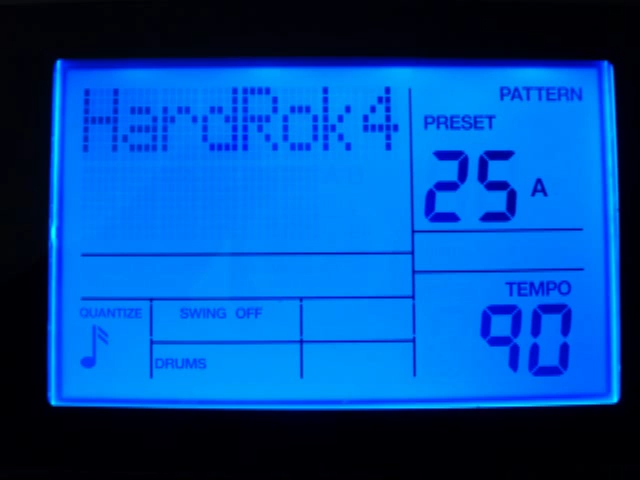 HardRok4
PATTERN
PRESET
25 A
TEMPO
90
QUANTIZE
SWING OFF
DRUMS